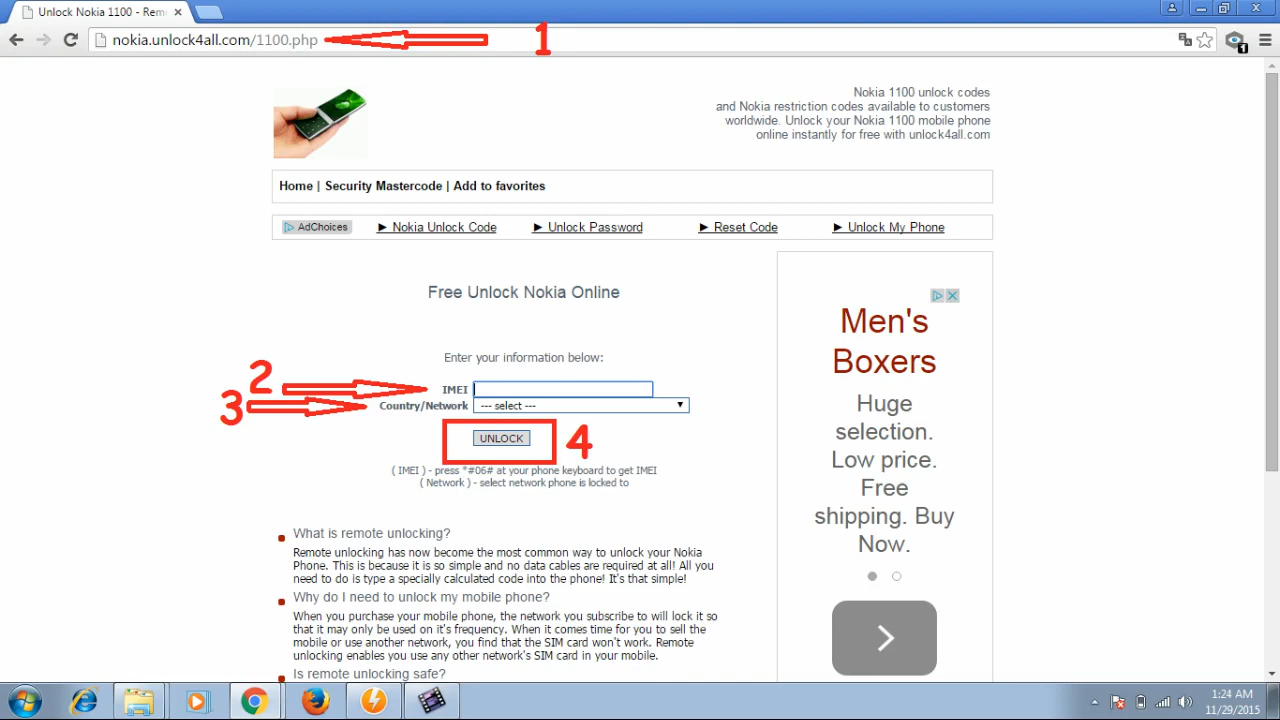 Unlock Nokia 1100 - Rem
nokia.unlock4all.com/1100.php
1
Nokia 1100 unlock codes
and Nokia restriction codes available to customers
worldwide. Unlock your Nokia 1100 mobile phone
online instantly for free with unlock4all.com
Home | Security Mastercode | Add to favorites
AdChoices
► Nokia Unlock Code
► Unlock Password
► Reset Code
► Unlock My Phone
Free Unlock Nokia Online
Enter your information below:
2
IMEI
3
Country/Network
--- select ---
UNLOCK
4
( IMEI ) - press *#06# at your phone keyboard to get IMEI
( Network ) - select network phone is locked to
What is remote unlocking?
Remote unlocking has now become the most common way to unlock your Nokia
Phone. This is because it is so simple and no data cables are required at all! All you
need to do is type a specially calculated code into the phone! It's that simple!
Why do I need to unlock my mobile phone?
When you purchase your mobile phone, the network you subscribe to will lock it so
that it may only be used on it's frequency. When it comes time for you to sell the
mobile or use another network, you find that the SIM card won't work. Remote
unlocking enables you use any other network's SIM card in your mobile.
Is remote unlocking safe?
Men's
Boxers
Huge
selection.
Low price.
Free
shipping. Buy
Now.
1:24 AM
11/29/2015